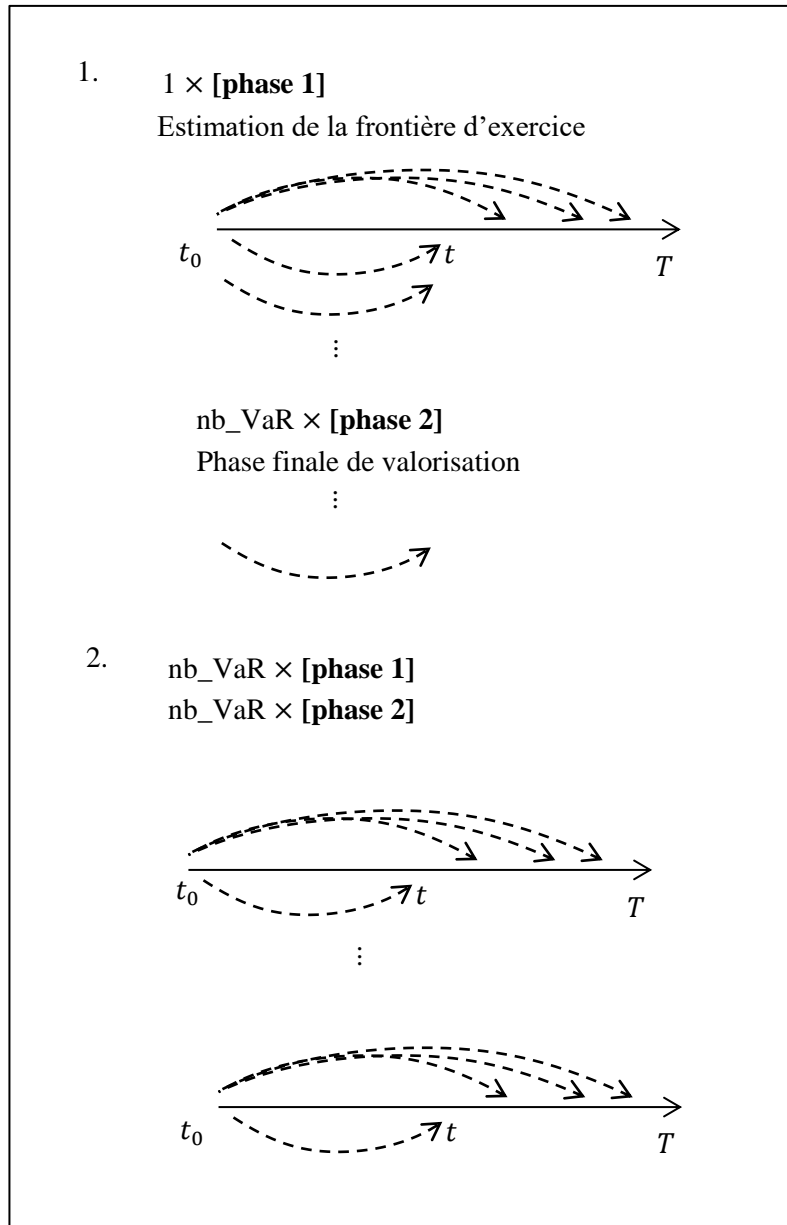 1. 1 × [phase 1]
Estimation de la frontière d’exercice
t₀ t T
⋮
nb_VaR × [phase 2]
Phase finale de valorisation
⋮
2. nb_VaR × [phase 1]
nb_VaR × [phase 2]
t₀ t T
⋮
t₀ t T